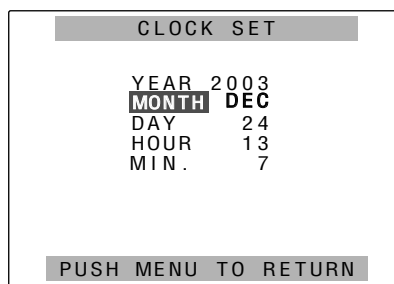 CLOCK SET
YEAR 2003
MONTH DEC
DAY 24
HOUR 13
MIN. 7
PUSH MENU TO RETURN